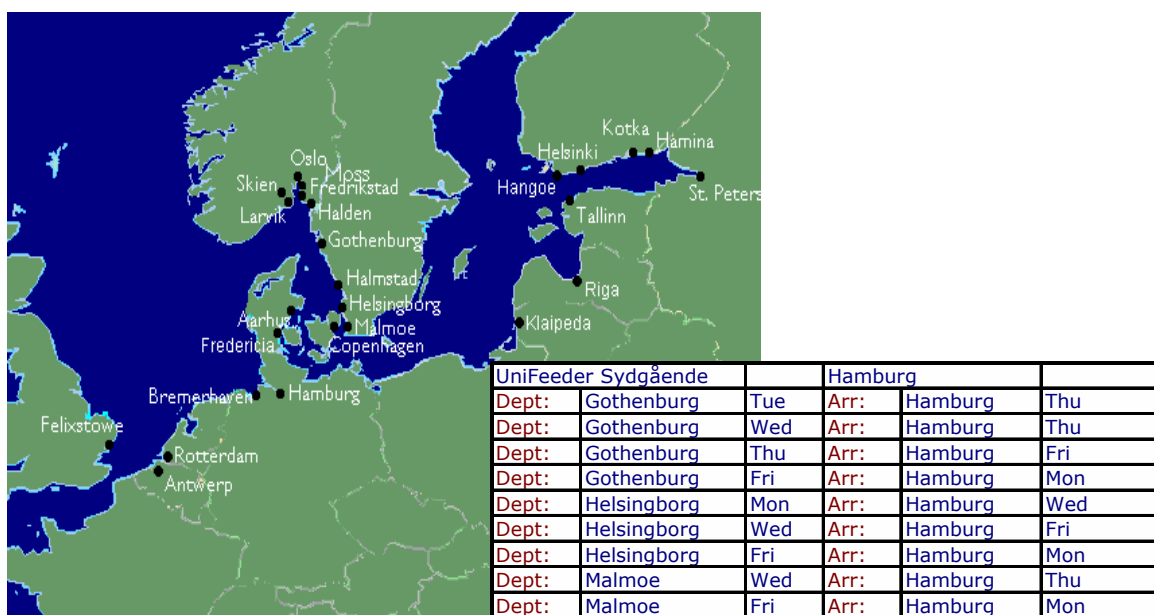 Kotka
Hamina
Helsinki
Oslo
Moss
Hangoe
Skien
Fredrikstad
St. Peters
Larvik
Halden
Tallinn
Gothenburg
Halmstad
Riga
Helsingborg
Aarhus
Malmoe
Klaipeda
Fredericia
Copenhagen
Bremerhaven
Hamburg
Felixstowe
Rotterdam
Antwerp
UniFeeder Sydgående Hamburg
Dept: Gothenburg Tue Arr: Hamburg Thu
Dept: Gothenburg Wed Arr: Hamburg Thu
Dept: Gothenburg Thu Arr: Hamburg Fri
Dept: Gothenburg Fri Arr: Hamburg Mon
Dept: Helsingborg Mon Arr: Hamburg Wed
Dept: Helsingborg Wed Arr: Hamburg Fri
Dept: Helsingborg Fri Arr: Hamburg Mon
Dept: Malmoe Wed Arr: Hamburg Thu
Dept: Malmoe Fri Arr: Hamburg Mon